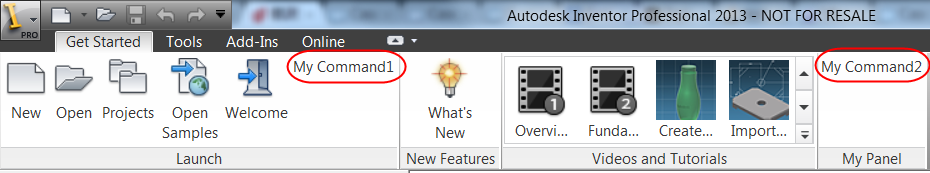 PRO
Autodesk Inventor Professional 2013 - NOT FOR RESALE
Get Started Tools Add-Ins Online
My Command1
My Command2
New Open Projects Open Samples Welcome What's New 1 Overvi... 2 Funda... Create... Import...
Launch New Features Videos and Tutorials My Panel